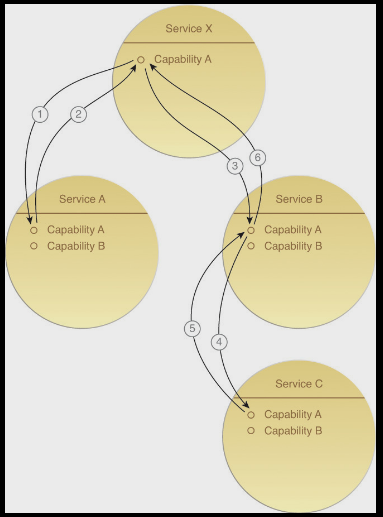 Service X
Capability A
1
2
3
6
Service A
Capability A
Capability B
Service B
Capability A
Capability B
5
4
Service C
Capability A
Capability B